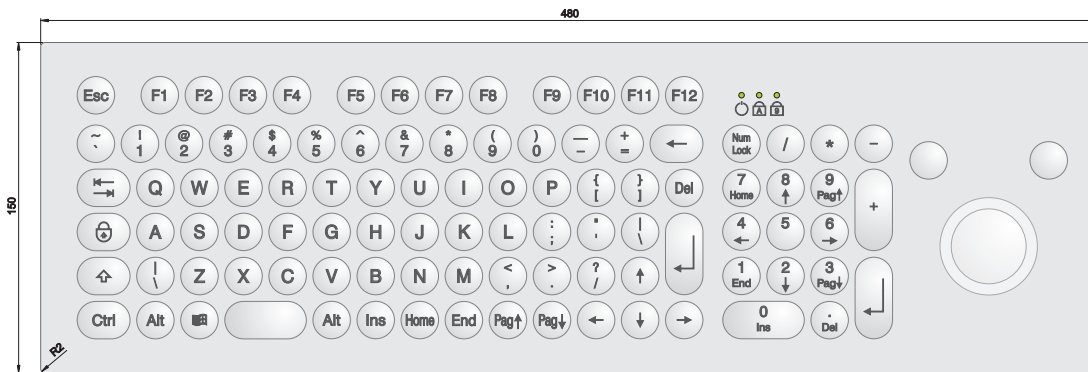 480
150
Esc F1 F2 F3 F4 F5 F6 F7 F8 F9 F10 F11 F12
A 9
~ ! @ # $ % ^ & * ( ) — +
` 1 2 3 4 5 6 7 8 9 0 – =
Num Lock / * -
Q W E R T Y U I O P { [ } ] Del
7 Home 8 9 Pag +
A S D F G H J K L : ; " ' | \
4 5 6
| \ Z X C V B N M < , > . ? /
1 End 2 3 Pag
Ctrl Alt Alt Ins Home End Pag Pag
0 Ins . Del
R2